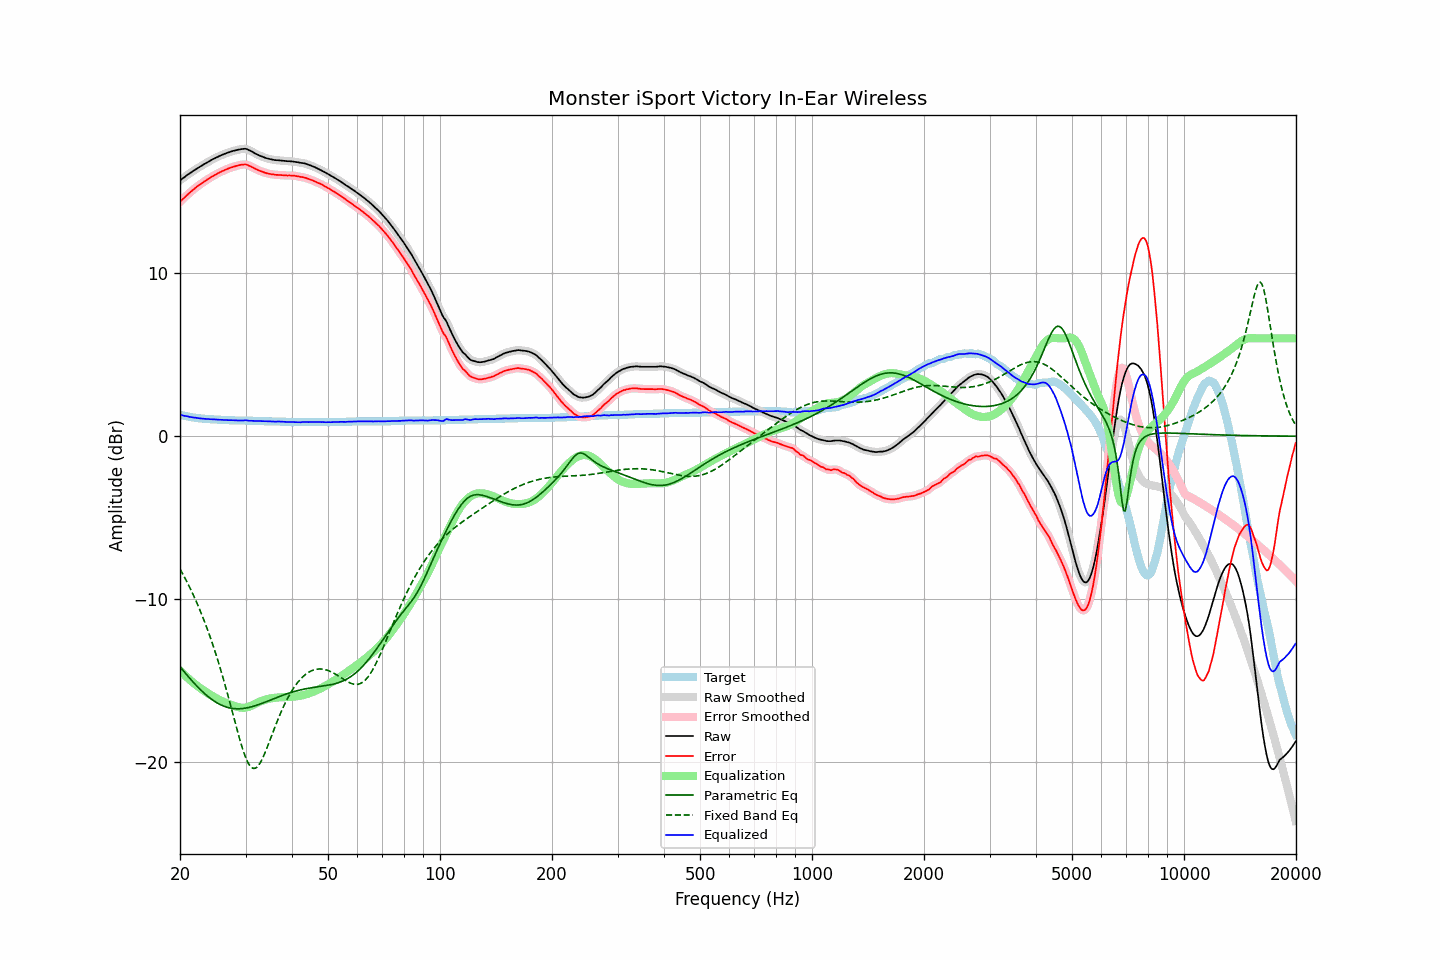 Monster iSport Victory In-Ear Wireless
Amplitude (dBr)
10
0
−10
−20
Target
Raw Smoothed
Error Smoothed
Raw
Error
Equalization
Parametric Eq
Fixed Band Eq
Equalized
20 50 100 200 500 1000 2000 5000 10000 20000
Frequency (Hz)